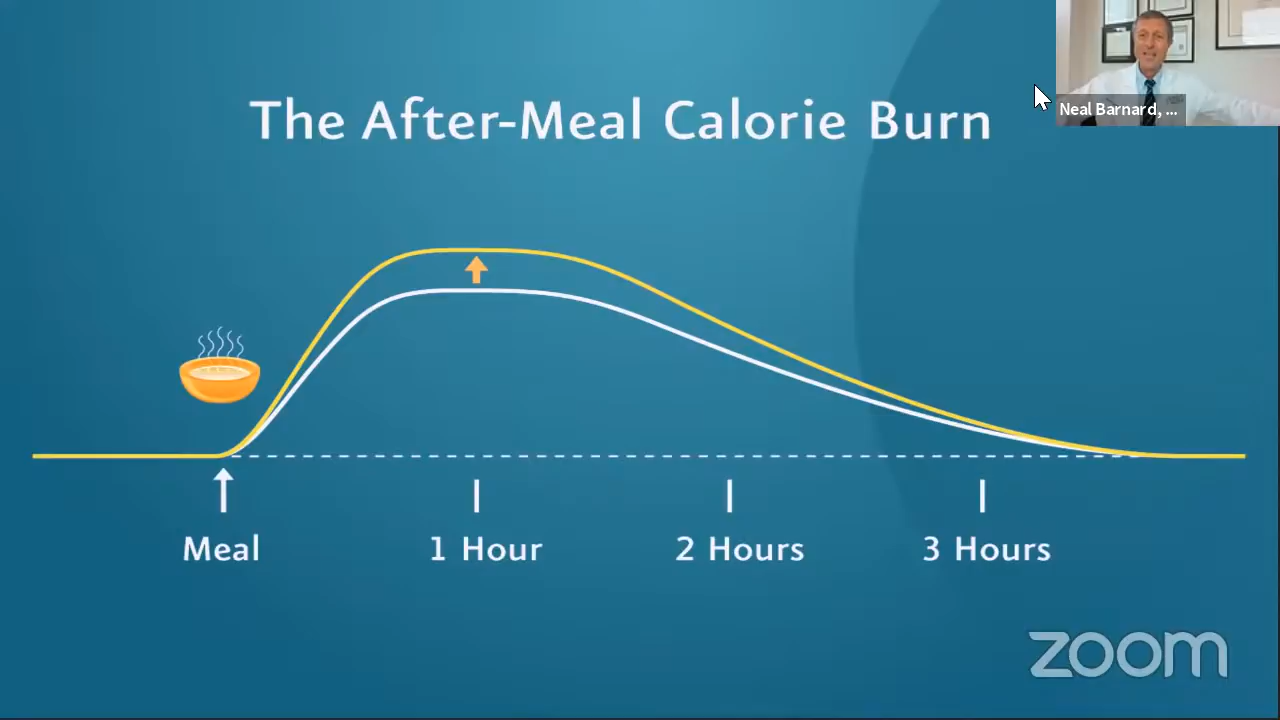 The After-Meal Calorie Burn
Neal Barnard, ...
Meal
1 Hour
2 Hours
3 Hours
zoom